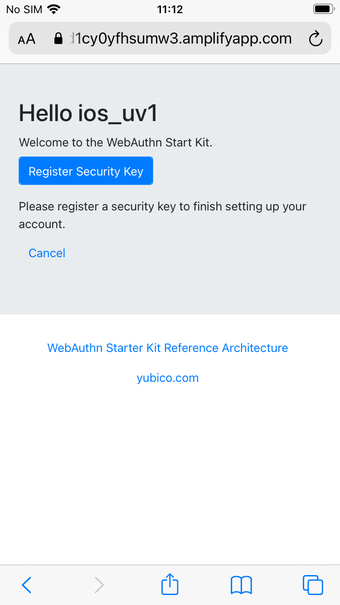 No SIM 11:12
AA 1cy0yfhsumw3.amplifyapp.com
Hello ios_uv1
Welcome to the WebAuthn Start Kit.
Register Security Key
Please register a security key to finish setting up your
account.
Cancel
WebAuthn Starter Kit Reference Architecture
yubico.com